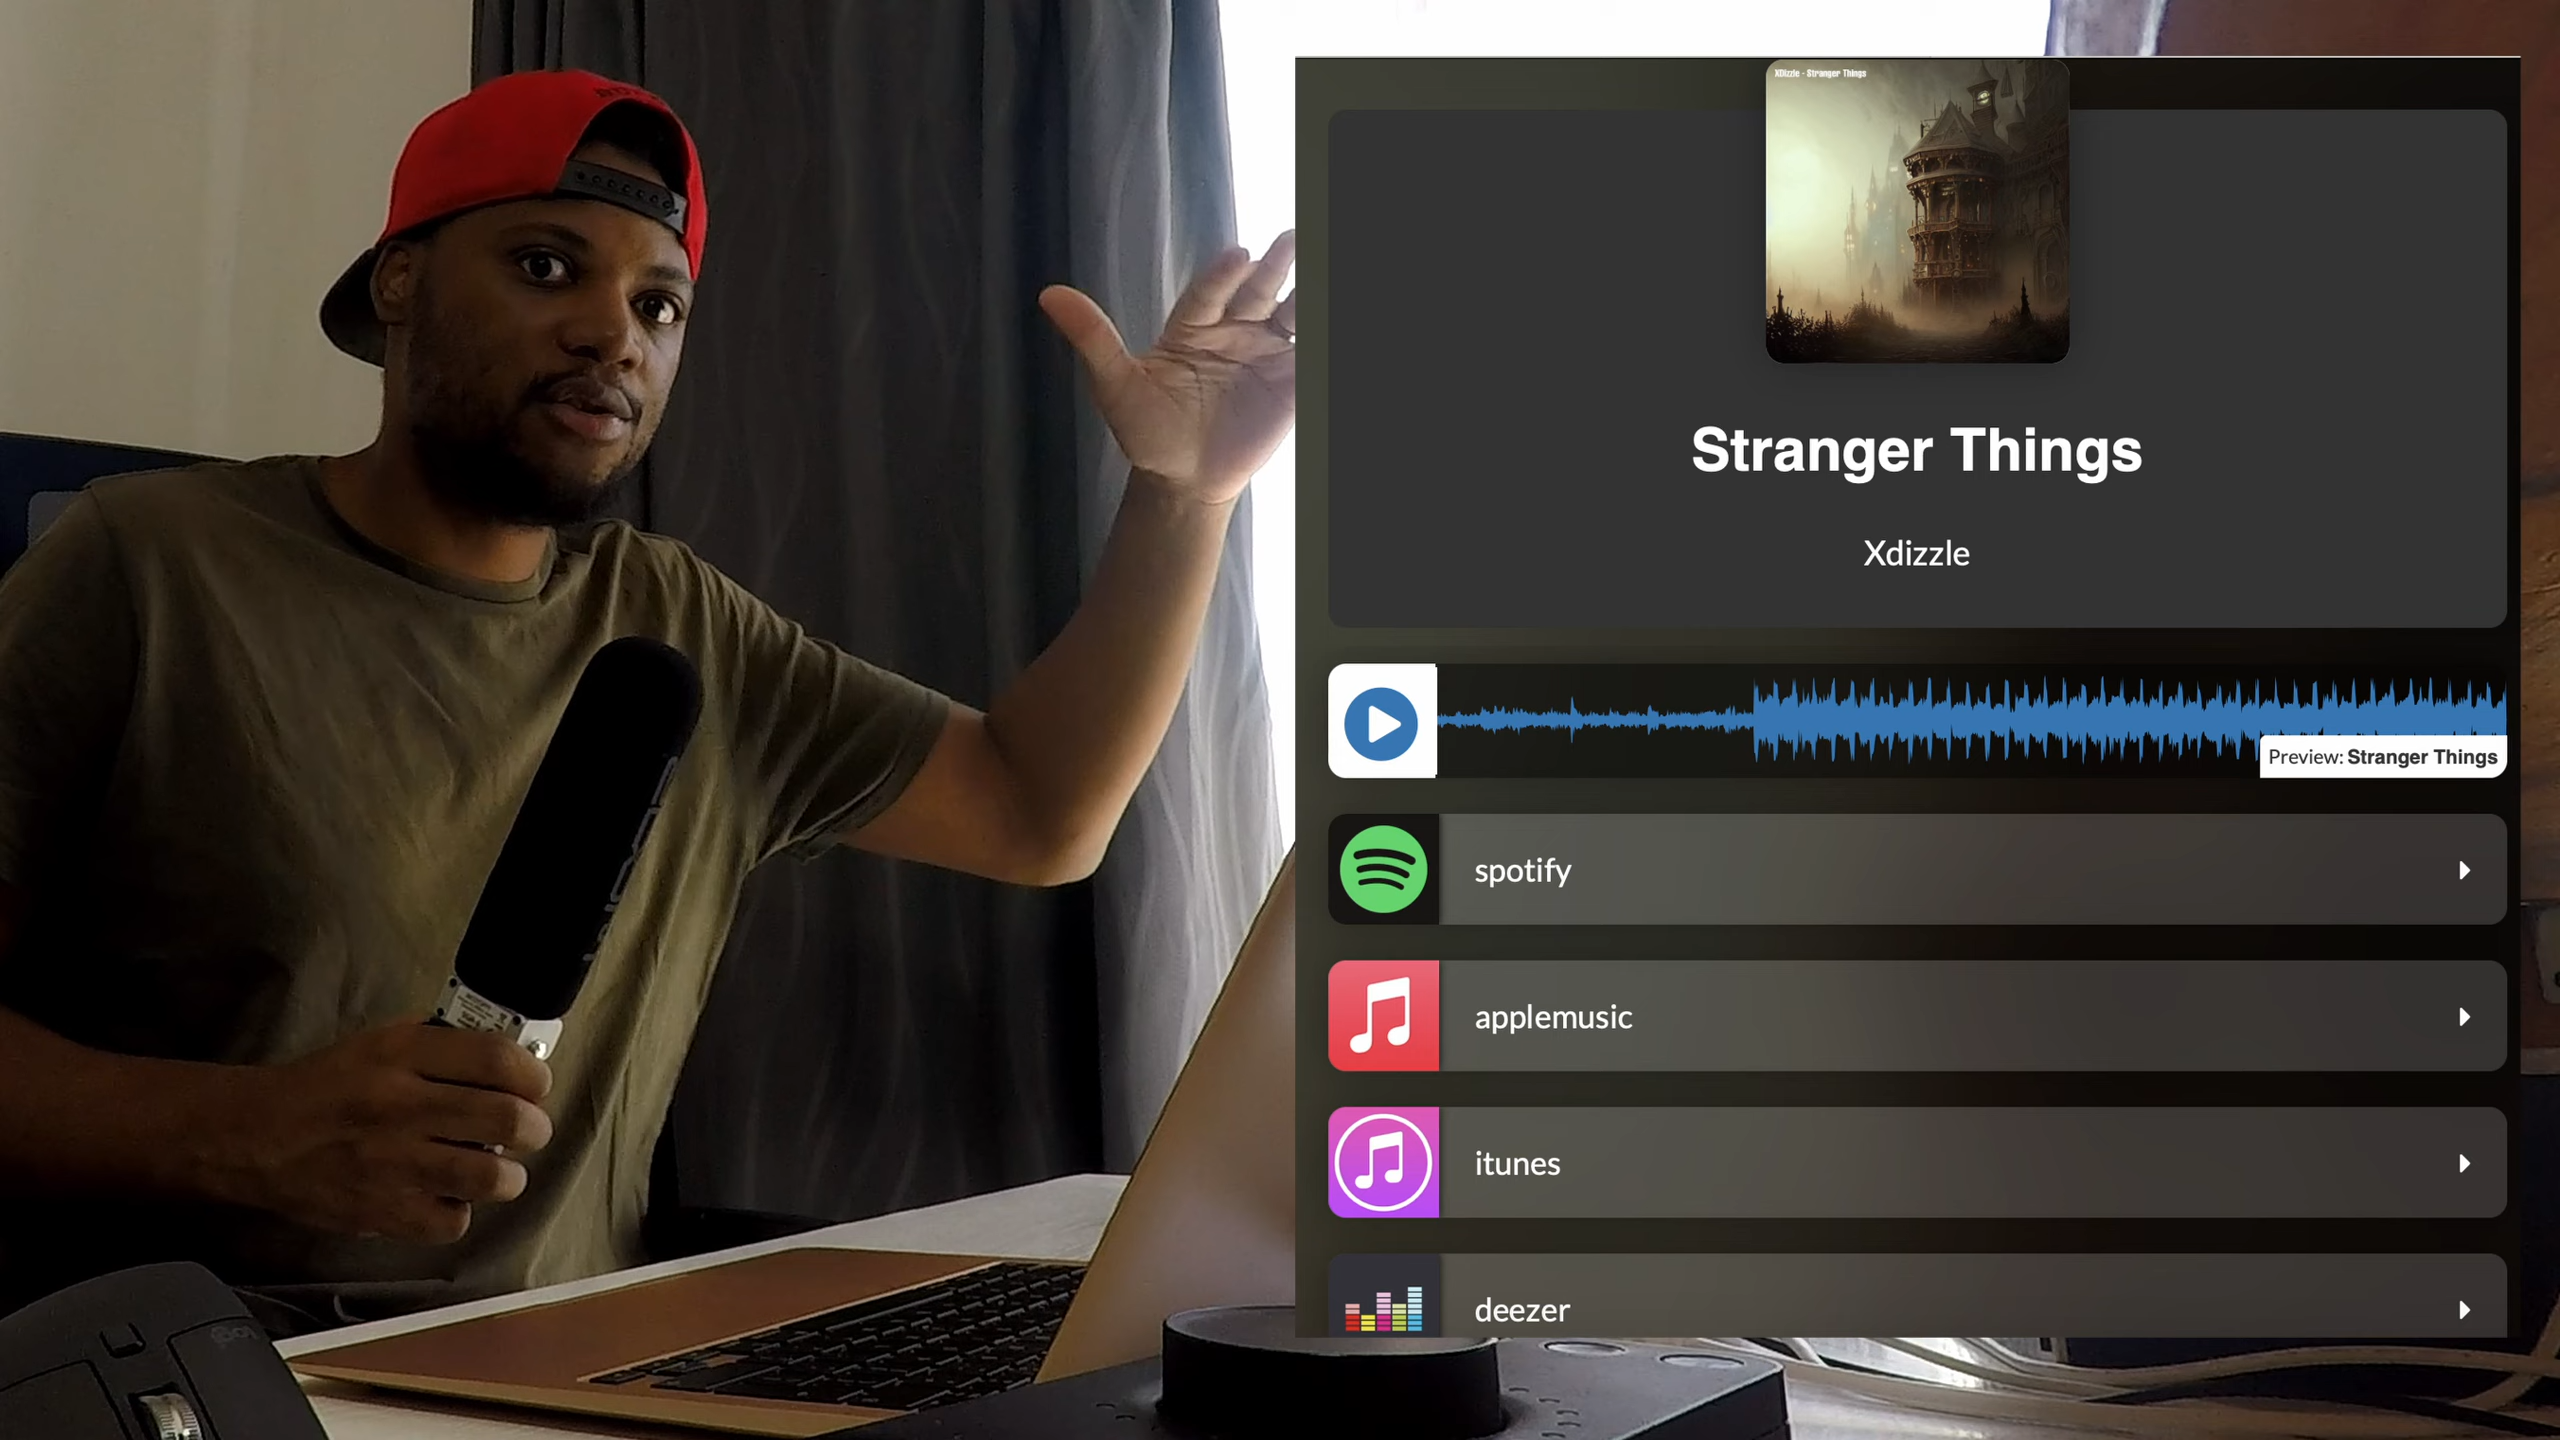 XDizzle - Stranger Things
Stranger Things
Xdizzle
Preview: Stranger Things
spotify
applemusic
itunes
deezer